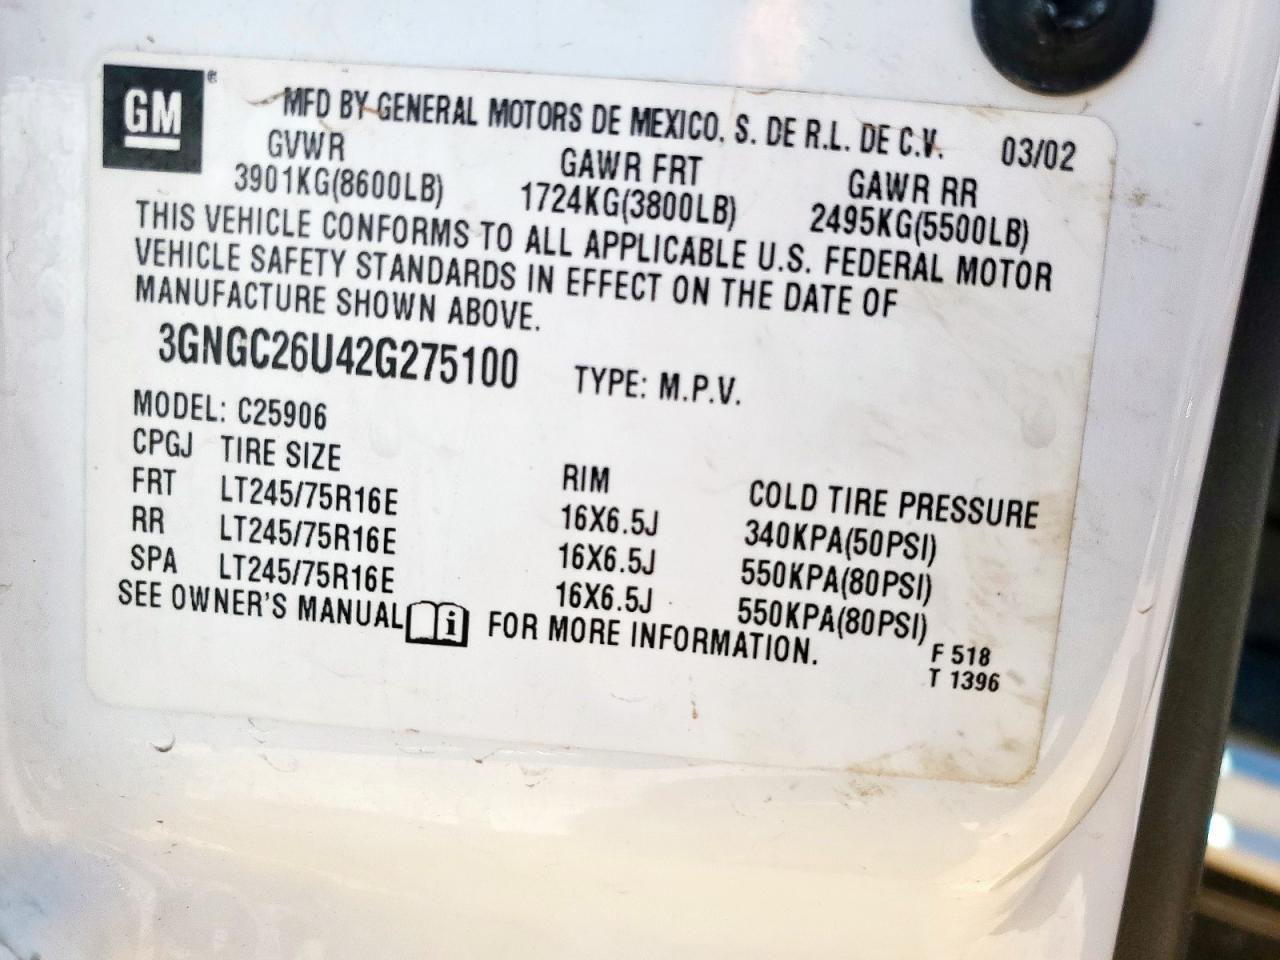 GM®
MFD BY GENERAL MOTORS DE MEXICO, S. DE R.L. DE C.V. 03/02
GVWR GAWR FRT GAWR RR
3901KG(8600LB) 1724KG(3800LB) 2495KG(5500LB)
THIS VEHICLE CONFORMS TO ALL APPLICABLE U.S. FEDERAL MOTOR
VEHICLE SAFETY STANDARDS IN EFFECT ON THE DATE OF
MANUFACTURE SHOWN ABOVE.
3GNGC26U42G275100 TYPE: M.P.V.
MODEL: C25906
CPGJ TIRE SIZE RIM COLD TIRE PRESSURE
FRT LT245/75R16E 16X6.5J 340KPA(50PSI)
RR LT245/75R16E 16X6.5J 550KPA(80PSI)
SPA LT245/75R16E 16X6.5J 550KPA(80PSI)
SEE OWNER'S MANUAL i FOR MORE INFORMATION.
F 518
T 1396